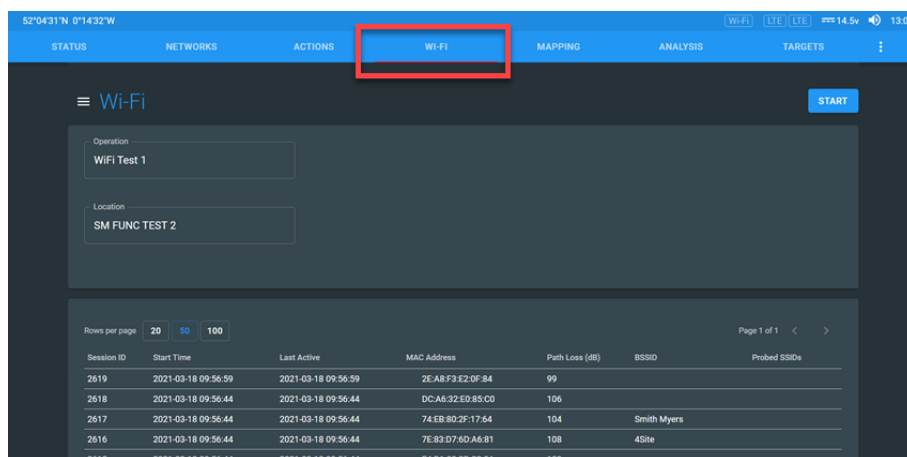 52°04'31"N 0°14'32"W Wi-Fi LTE LTE 14.5v 13:0
STATUS NETWORKS ACTIONS WI-FI MAPPING ANALYSIS TARGETS
Wi-Fi START
Operation
WiFi Test 1
Location
SM FUNC TEST 2
Rows per page 20 50 100 Page 1 of 1
Session ID Start Time Last Active MAC Address Path Loss (dB) BSSID Probed SSIDs
2619 2021-03-18 09:56:59 2021-03-18 09:56:59 2E:A8:F3:E2:0F:84 99
2618 2021-03-18 09:56:44 2021-03-18 09:56:44 DC:A6:32:E0:85:C0 106
2617 2021-03-18 09:56:44 2021-03-18 09:56:44 74:EB:80:2F:17:64 104 Smith Myers
2616 2021-03-18 09:56:44 2021-03-18 09:56:44 7E:83:D7:6D:A6:81 108 4Site